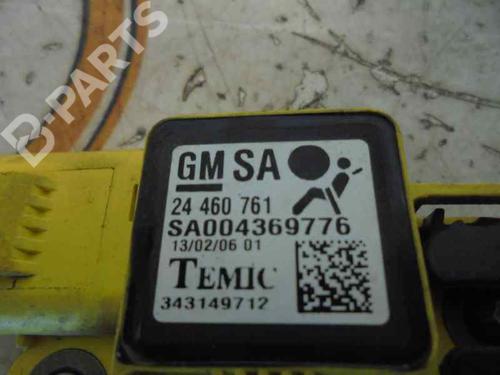 B-PARTS
GM SA
24 460 761
SA004369776
13/02/06 01
TEMIC
343149712